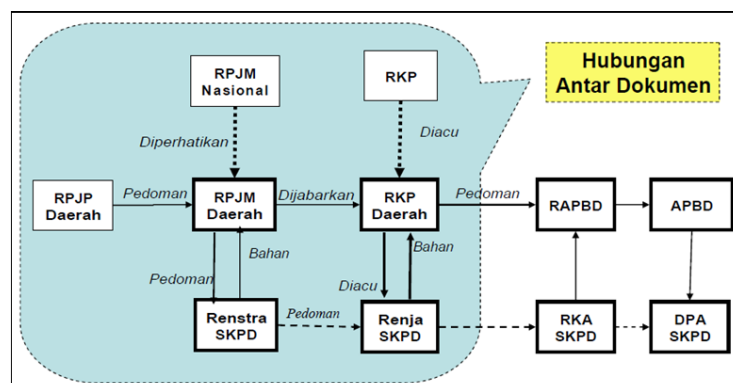 RPJM
Nasional
RKP
Hubungan
Antar Dokumen
Diperhatikan
Diacu
RPJP
Daerah
Pedoman
RPJM
Daerah
Dijabarkan
RKP
Daerah
Pedoman
RAPBD
APBD
Pedoman
Bahan
Diacu
Bahan
Renstra
SKPD
Pedoman
Renja
SKPD
RKA
SKPD
DPA
SKPD